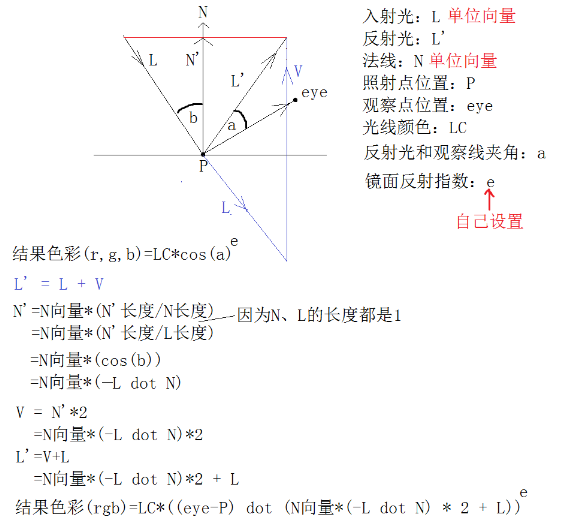 N
L
N'
L'
V
eye
b
a
P
L
入射光: L 单位向量
反射光: L'
法线: N 单位向量
照射点位置: P
观察点位置: eye
光线颜色: LC
反射光和观察线夹角: a
镜面反射指数: e
自己设置
结果色彩(r,g,b)=LC*cos(a)^e
L' = L + V
N'=N向量*(N'长度/N长度)
=N向量*(N'长度/L长度)
因为N、L的长度都是1
=N向量*(cos(b))
=N向量*(—L dot N)
V = N'*2
=N向量*(-L dot N)*2
L'=V+L
=N向量*(-L dot N)*2 + L
结果色彩(rgb)=LC*((eye-P) dot (N向量*(-L dot N) * 2 + L))^e